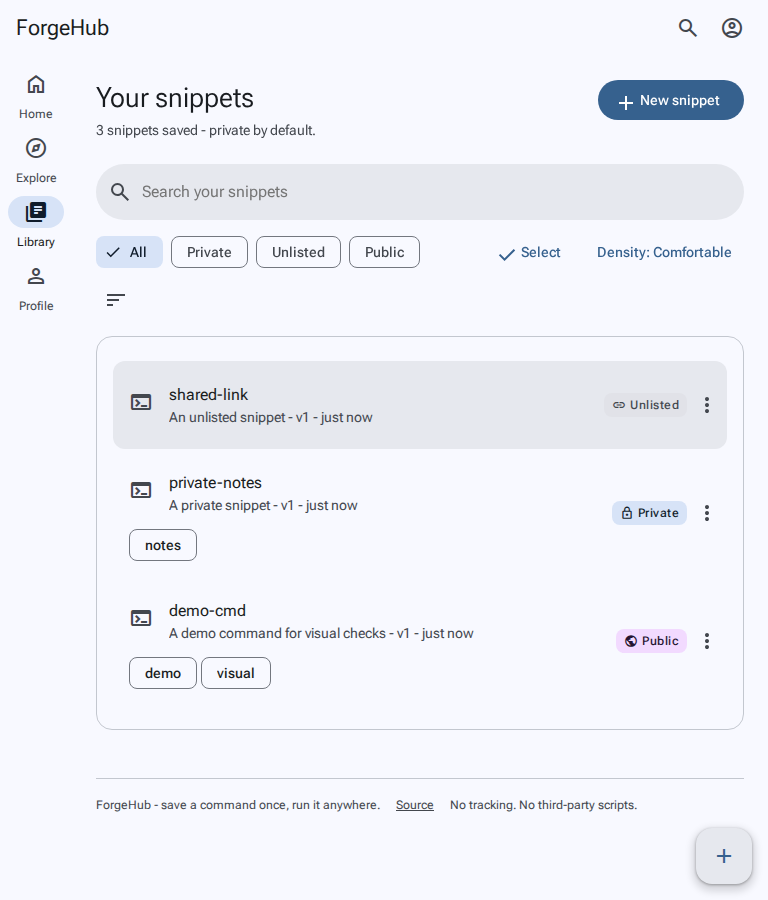 ForgeHub
Home
Explore
Library
Profile
Your snippets
New snippet
3 snippets saved - private by default.
Search your snippets
All
Private
Unlisted
Public
Select
Density: Comfortable
shared-link
An unlisted snippet - v1 - just now
Unlisted
private-notes
A private snippet - v1 - just now
Private
notes
demo-cmd
A demo command for visual checks - v1 - just now
Public
demo
visual
ForgeHub - save a command once, run it anywhere. Source No tracking. No third-party scripts.